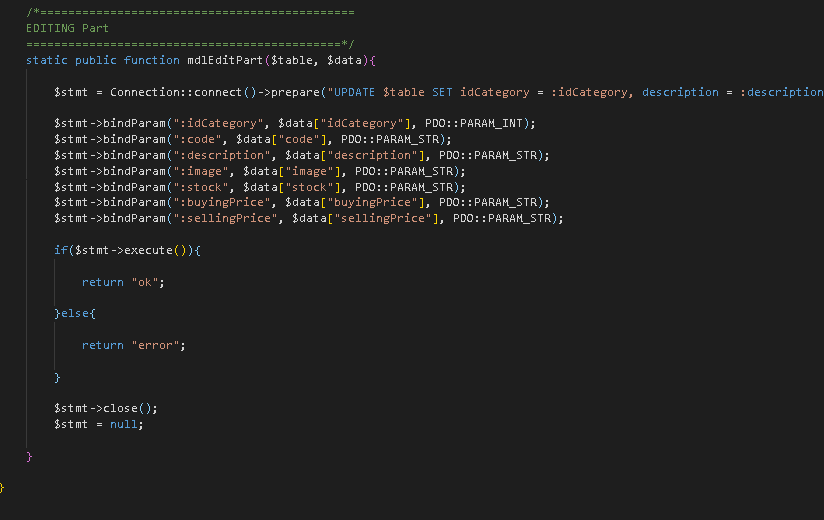 /*=============================================
EDITING Part
=============================================*/
static public function mdlEditPart($table, $data){
$stmt = Connection::connect()->prepare("UPDATE $table SET idCategory = :idCategory, description = :description
$stmt->bindParam(":idCategory", $data["idCategory"], PDO::PARAM_INT);
$stmt->bindParam(":code", $data["code"], PDO::PARAM_STR);
$stmt->bindParam(":description", $data["description"], PDO::PARAM_STR);
$stmt->bindParam(":image", $data["image"], PDO::PARAM_STR);
$stmt->bindParam(":stock", $data["stock"], PDO::PARAM_STR);
$stmt->bindParam(":buyingPrice", $data["buyingPrice"], PDO::PARAM_STR);
$stmt->bindParam(":sellingPrice", $data["sellingPrice"], PDO::PARAM_STR);
if($stmt->execute()){
return "ok";
}else{
return "error";
}
$stmt->close();
$stmt = null;
}
}